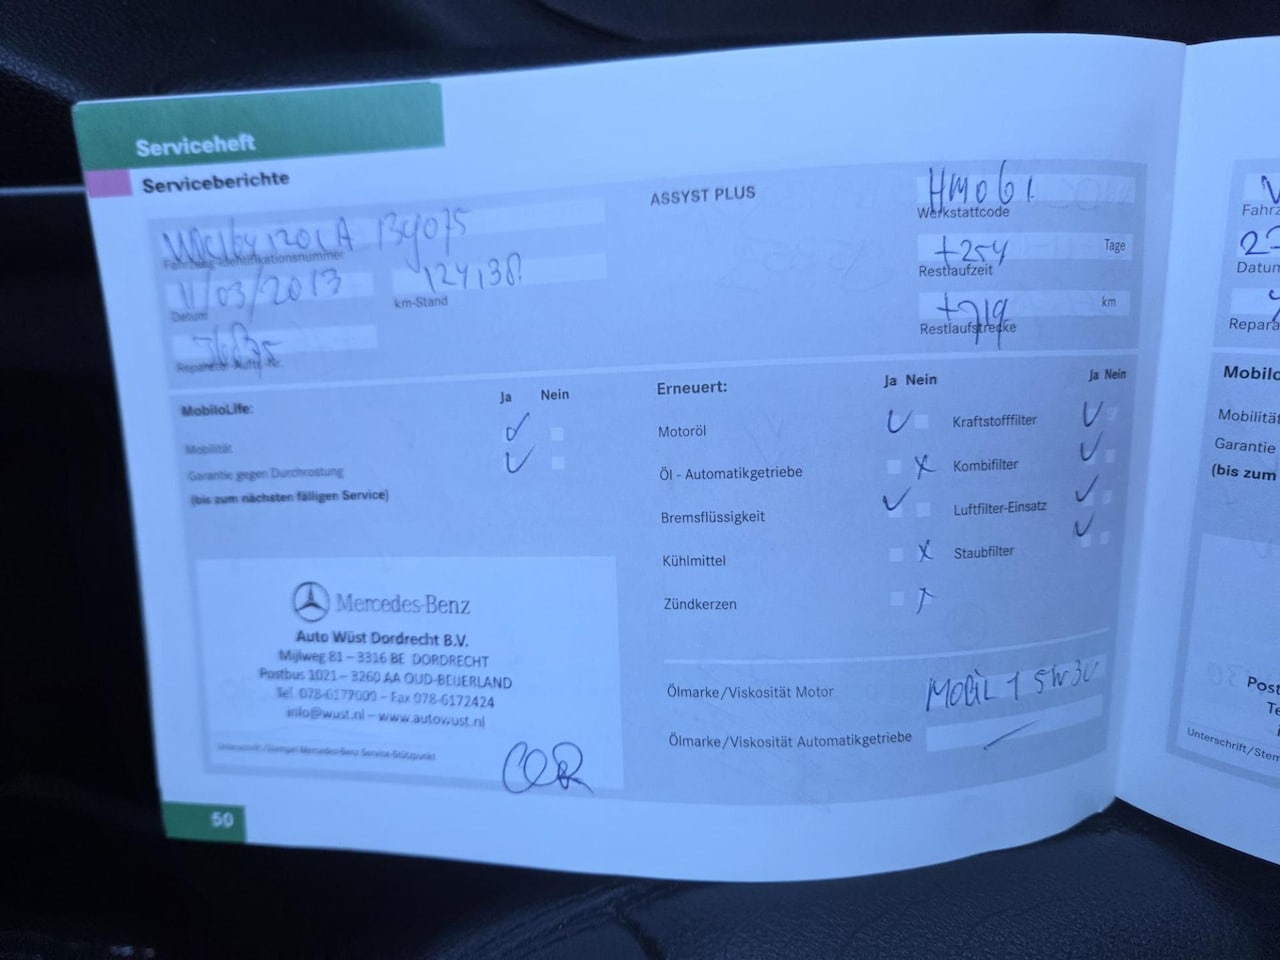 Serviceheft
Serviceberichte
ASSYST PLUS
Werkstattcode
Fahrzeug-Identifikationsnummer
+254 Tage
Restlaufzeit
11/03/2013
124,138
Datum
km-Stand
+719 km
Restlaufstrecke
Reparatur-Auftr.-Nr.
MobiloLife:
Ja Nein
Mobilität
Garantie gegen Durchrostung
(bis zum nächsten fälligen Service)
Erneuert:
Ja Nein
Ja Nein
Motoröl
Kraftstofffilter
Öl - Automatikgetriebe
Kombifilter
Bremsflüssigkeit
Luftfilter-Einsatz
Kühlmittel
Staubfilter
Zündkerzen
Mercedes-Benz
Auto Wüst Dordrecht B.V.
Mijlweg 81 – 3316 BE DORDRECHT
Postbus 1021 – 3260 AA OUD-BEIJERLAND
Tel. 078-6177000 – Fax 078-6172424
info@wust.nl – www.autowust.nl
Unterschrift/Stempel Mercedes-Benz Service-Stützpunkt
Ölmarke/Viskosität Motor
Mobil 1 5W30
Ölmarke/Viskosität Automatikgetriebe
50
Fahrz
Datum
Repara
Mobilo
Mobilität
Garantie
(bis zum
Post
Te
Unterschrift/Stem